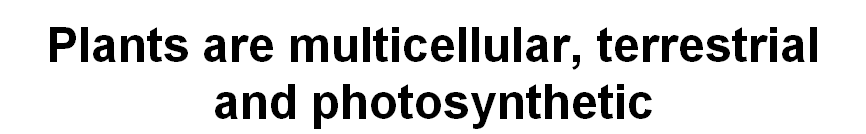 Plants are multicellular, terrestrial
and photosynthetic